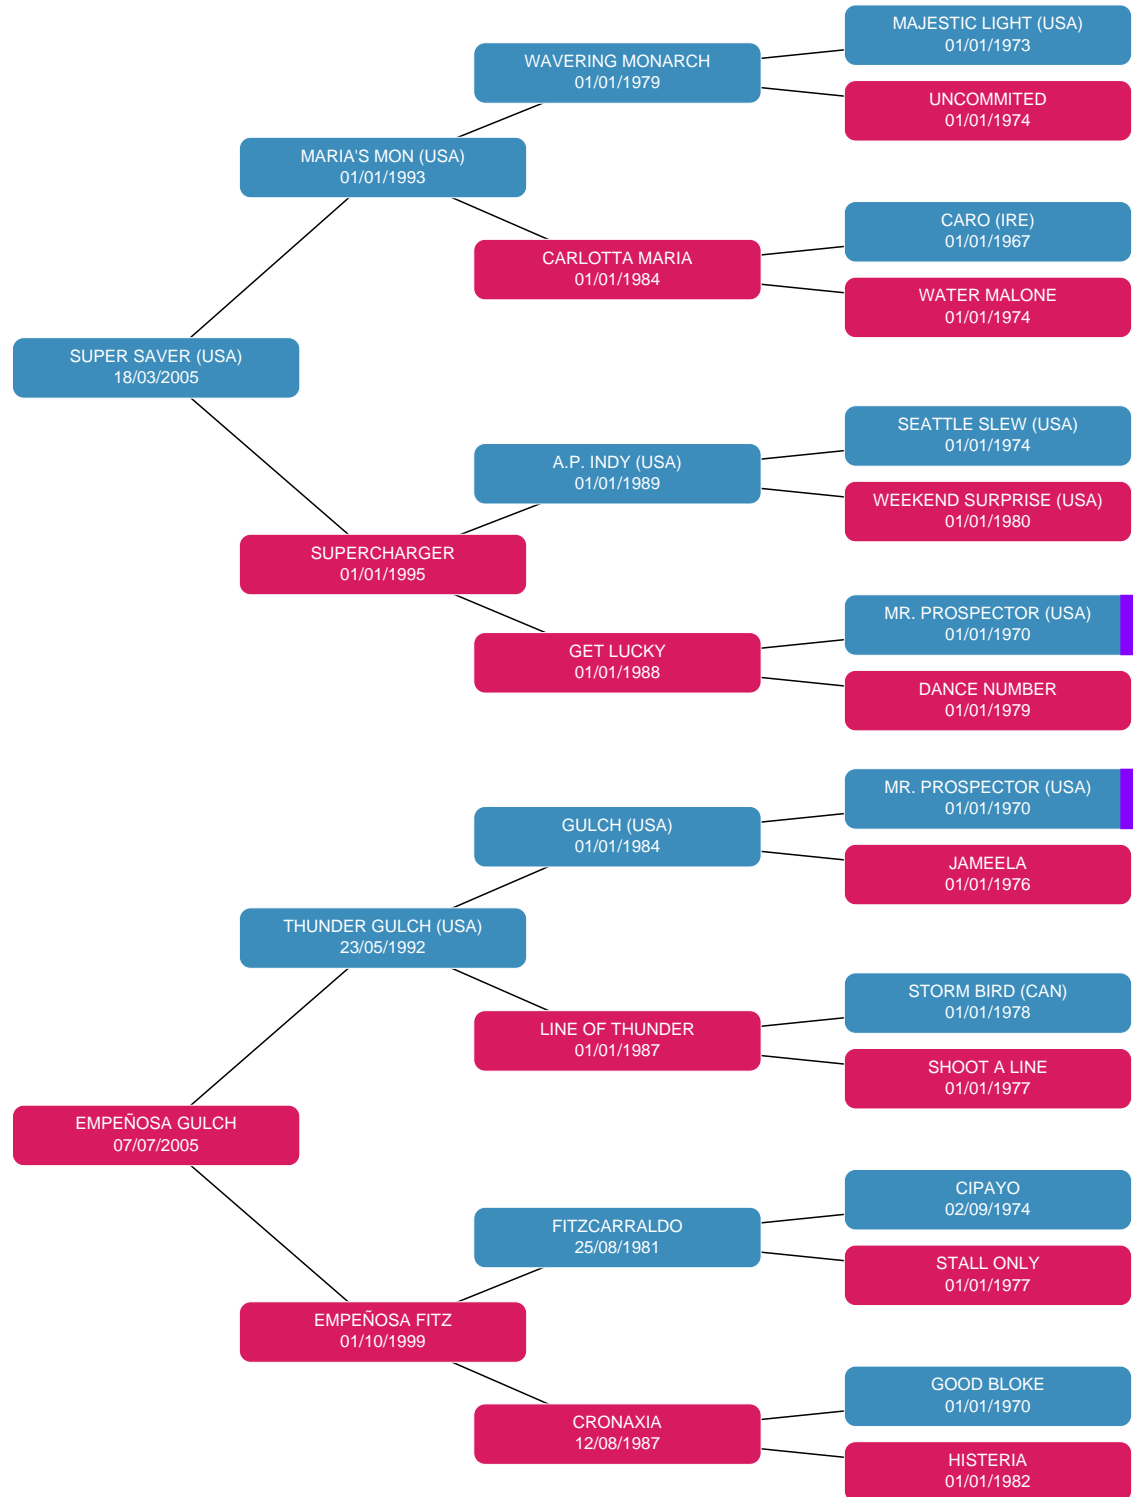 MAJESTIC LIGHT (USA)
01/01/1973
WAVERING MONARCH
01/01/1979
UNCOMMITED
01/01/1974
MARIA'S MON (USA)
01/01/1993
CARO (IRE)
01/01/1967
CARLOTTA MARIA
01/01/1984
WATER MALONE
01/01/1974
SUPER SAVER (USA)
18/03/2005
SEATTLE SLEW (USA)
01/01/1974
A.P. INDY (USA)
01/01/1989
WEEKEND SURPRISE (USA)
01/01/1980
SUPERCHARGER
01/01/1995
MR. PROSPECTOR (USA)
01/01/1970
GET LUCKY
01/01/1988
DANCE NUMBER
01/01/1979
MR. PROSPECTOR (USA)
01/01/1970
GULCH (USA)
01/01/1984
JAMEELA
01/01/1976
THUNDER GULCH (USA)
23/05/1992
STORM BIRD (CAN)
01/01/1978
LINE OF THUNDER
01/01/1987
SHOOT A LINE
01/01/1977
EMPEÑOSA GULCH
07/07/2005
CIPAYO
02/09/1974
FITZCARRALDO
25/08/1981
STALL ONLY
01/01/1977
EMPEÑOSA FITZ
01/10/1999
GOOD BLOKE
01/01/1970
CRONAXIA
12/08/1987
HISTERIA
01/01/1982